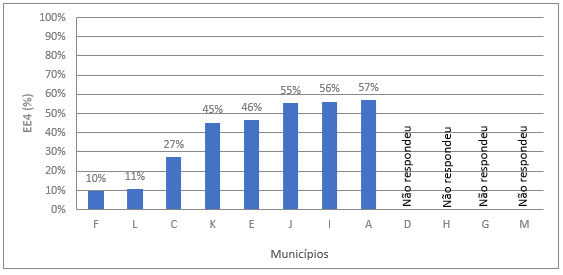 100%
90%
80%
70%
60%
50%
40%
30%
20%
10%
0%
EE4 (%)
10%
11%
27%
45%
46%
55%
56%
57%
Não respondeu
Não respondeu
Não respondeu
Não respondeu
F L C K E J I A D H G M
Municípios